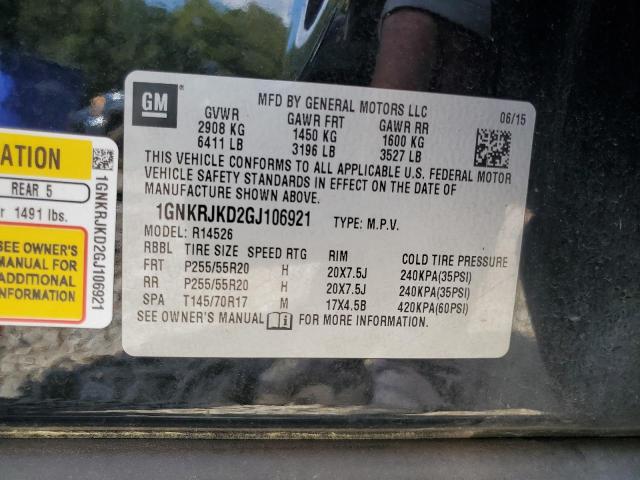 GM
MFD BY GENERAL MOTORS LLC
06/15
GVWR GAWR FRT GAWR RR
2908 KG 1450 KG 1600 KG
6411 LB 3196 LB 3527 LB
THIS VEHICLE CONFORMS TO ALL APPLICABLE U.S. FEDERAL MOTOR
VEHICLE SAFETY STANDARDS IN EFFECT ON THE DATE OF
MANUFACTURE SHOWN ABOVE.
1GNKRJKD2GJ106921 TYPE: M.P.V.
MODEL: R14526
RBBL TIRE SIZE SPEED RTG RIM COLD TIRE PRESSURE
FRT P255/55R20 H 20X7.5J 240KPA(35PSI)
RR P255/55R20 H 20X7.5J 240KPA(35PSI)
SPA T145/70R17 M 17X4.5B 420KPA(60PSI)
SEE OWNER'S MANUAL FOR MORE INFORMATION.
ATION
REAR 5
r 1491 lbs.
SEE OWNER'S
MANUAL FOR
ADDITIONAL
INFORMATION
1GNKRJKD2GJ106921